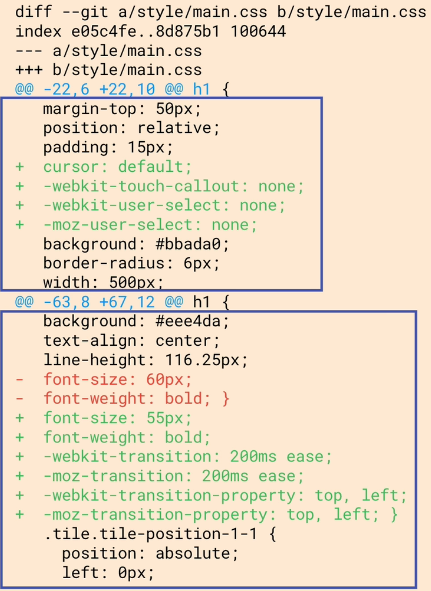 diff --git a/style/main.css b/style/main.css
index e05c4fe..8d875b1 100644
--- a/style/main.css
+++ b/style/main.css
@@ -22,6 +22,10 @@ h1 {
   margin-top: 50px;
   position: relative;
   padding: 15px;
+  cursor: default;
+  -webkit-touch-callout: none;
+  -webkit-user-select: none;
+  -moz-user-select: none;
   background: #bbada0;
   border-radius: 6px;
   width: 500px;
@@ -63,8 +67,12 @@ h1 {
   background: #eee4da;
   text-align: center;
   line-height: 116.25px;
-  font-size: 60px;
-  font-weight: bold; }
+  font-size: 55px;
+  font-weight: bold;
+  -webkit-transition: 200ms ease;
+  -moz-transition: 200ms ease;
+  -webkit-transition-property: top, left;
+  -moz-transition-property: top, left; }
   .tile.tile-position-1-1 {
     position: absolute;
     left: 0px;